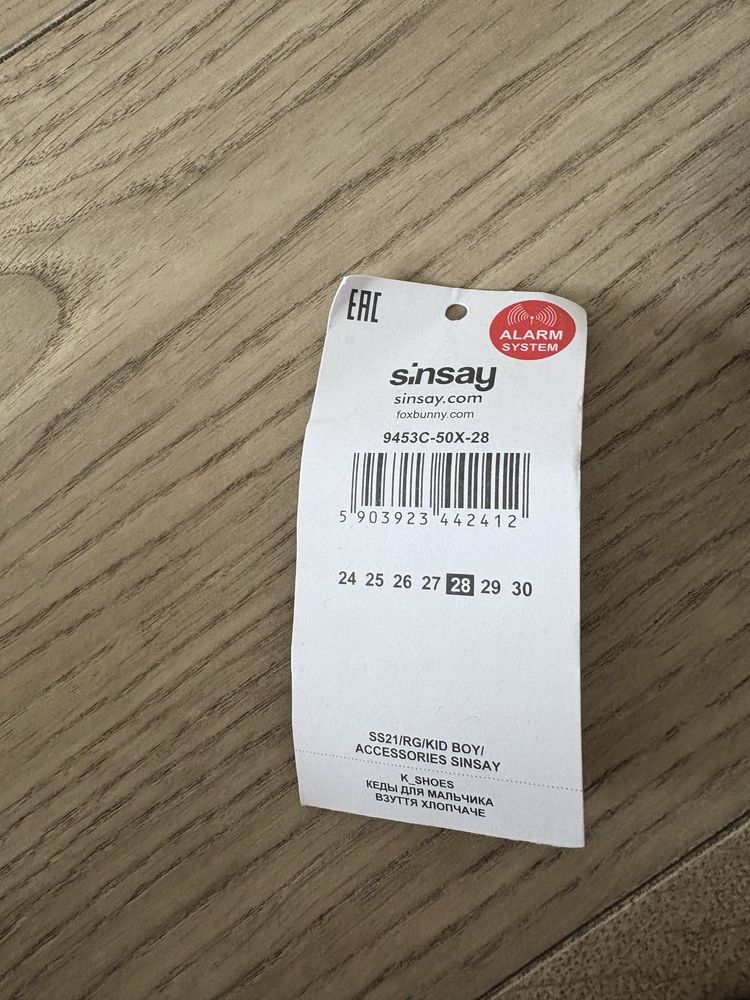 EAC
ALARM
SYSTEM
sinsay
sinsay.com
foxbunny.com
9453C-50X-28
5 903923 442412
24 25 26 27 28 29 30
SS21/RG/KID BOY/
ACCESSORIES SINSAY
K_SHOES
КЕДЫ ДЛЯ МАЛЬЧИКА
ВЗУТТЯ ХЛОПЧАЧЕ